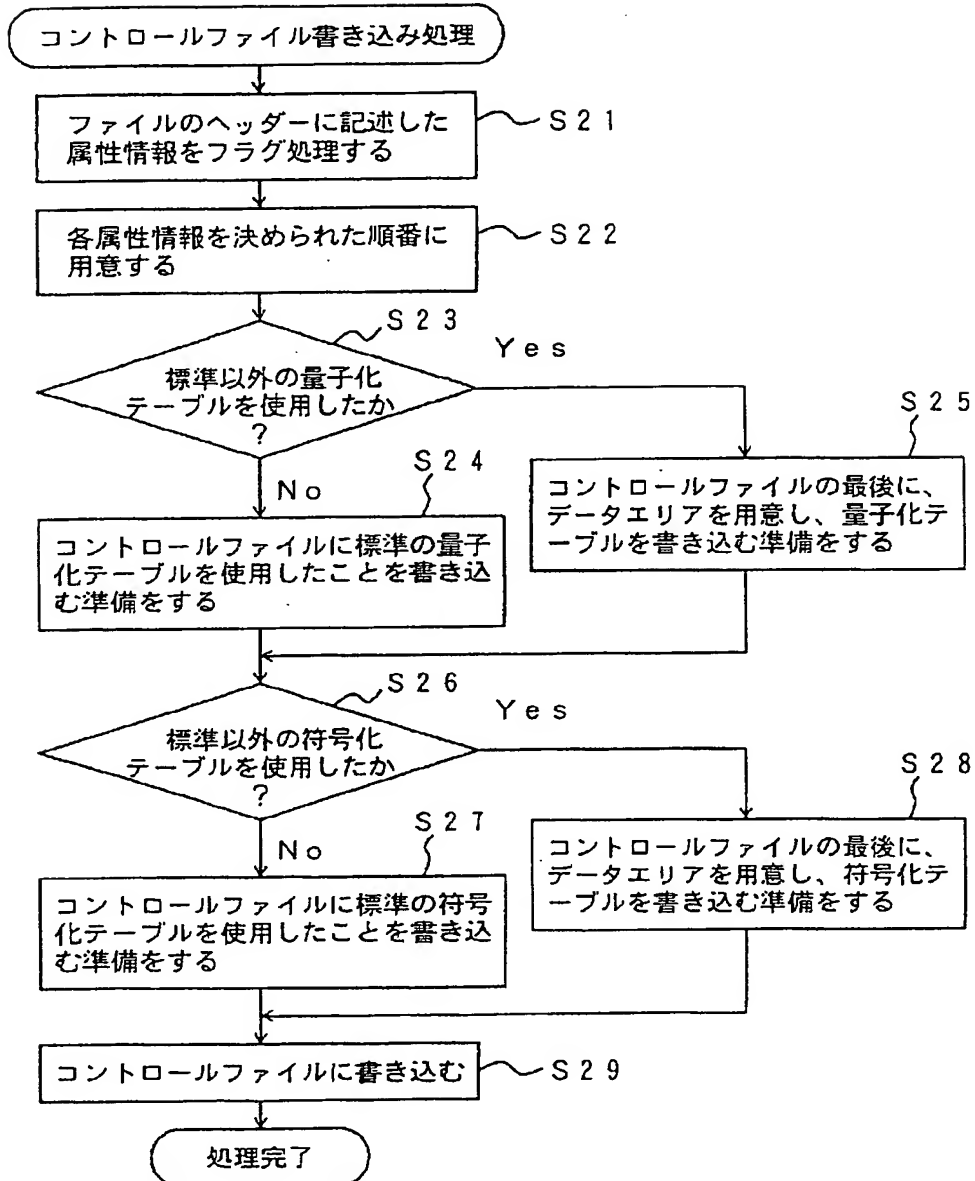 コントロールファイル書き込み処理
ファイルのヘッダーに記述した
属性情報をフラグ処理する
S21
各属性情報を決められた順番に
用意する
S22
S23
Yes
標準以外の量子化
テーブルを使用したか
?
S24
No
S25
コントロールファイルに標準の量子
化テーブルを使用したことを書き込
む準備をする
コントロールファイルの最後に、
データエリアを用意し、量子化テ
ーブルを書き込む準備をする
S26
Yes
標準以外の符号化
テーブルを使用したか
?
S27
No
S28
コントロールファイルに標準の符号
化テーブルを使用したことを書き込
む準備をする
コントロールファイルの最後に、
データエリアを用意し、符号化テ
ーブルを書き込む準備をする
コントロールファイルに書き込む
S29
処理完了